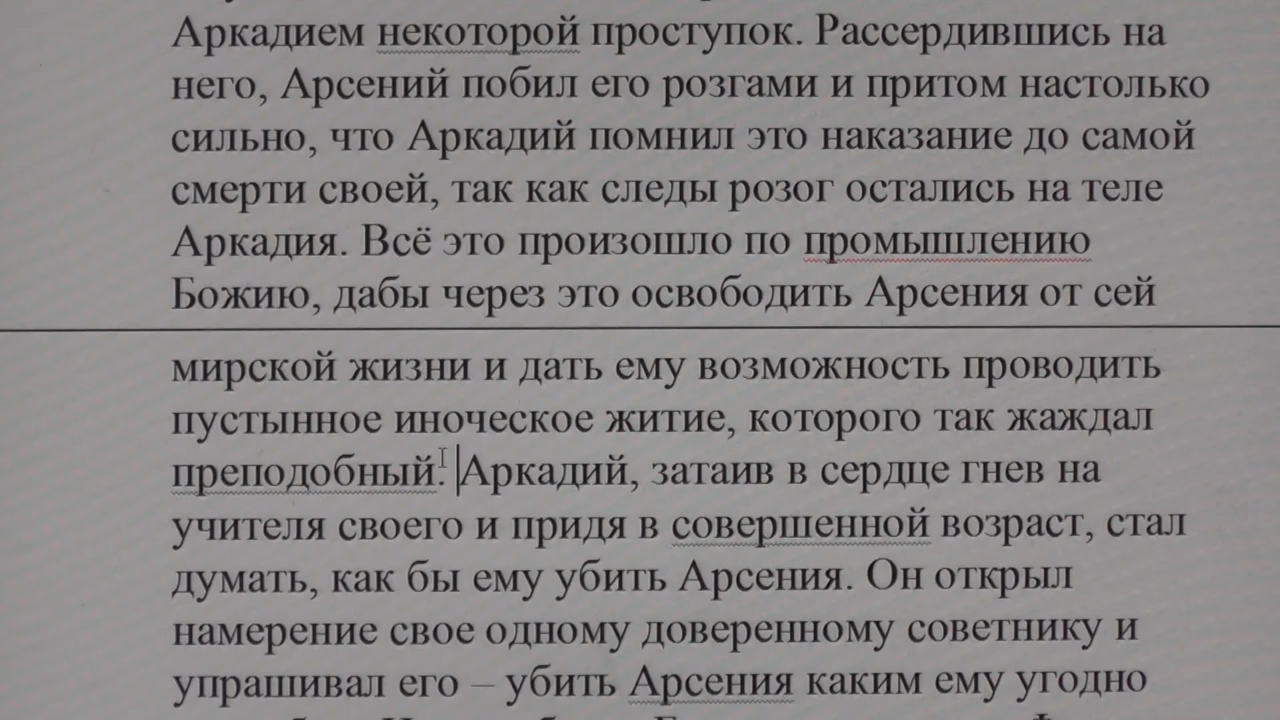 Аркадием некоторой проступок. Рассердившись на
него, Арсений побил его розгами и притом настолько
сильно, что Аркадий помнил это наказание до самой
смерти своей, так как следы розог остались на теле
Аркадия. Всё это произошло по промышлению
Божию, дабы через это освободить Арсения от сей
мирской жизни и дать ему возможность проводить
пустынное иноческое житие, которого так жаждал
преподобный. Аркадий, затаив в сердце гнев на
учителя своего и придя в совершенной возраст, стал
думать, как бы ему убить Арсения. Он открыл
намерение свое одному доверенному советнику и
упрашивал его – убить Арсения каким ему угодно